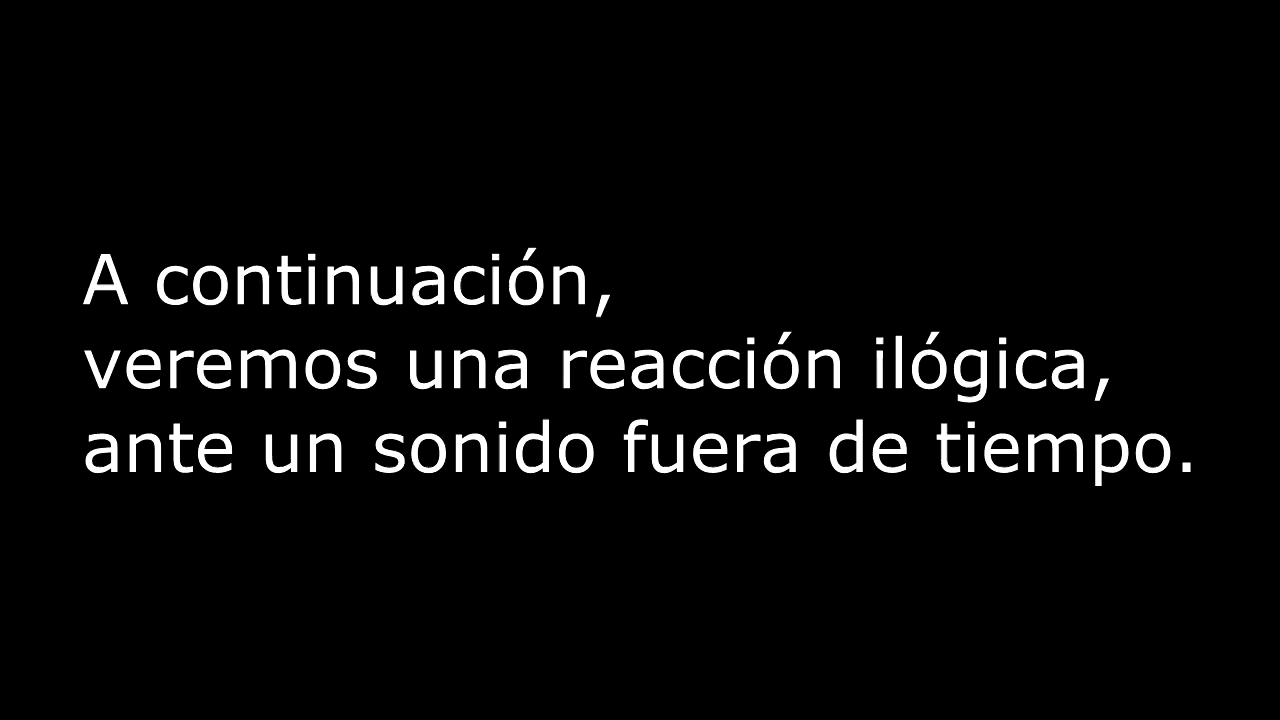 A continuación,
veremos una reacción ilógica,
ante un sonido fuera de tiempo.